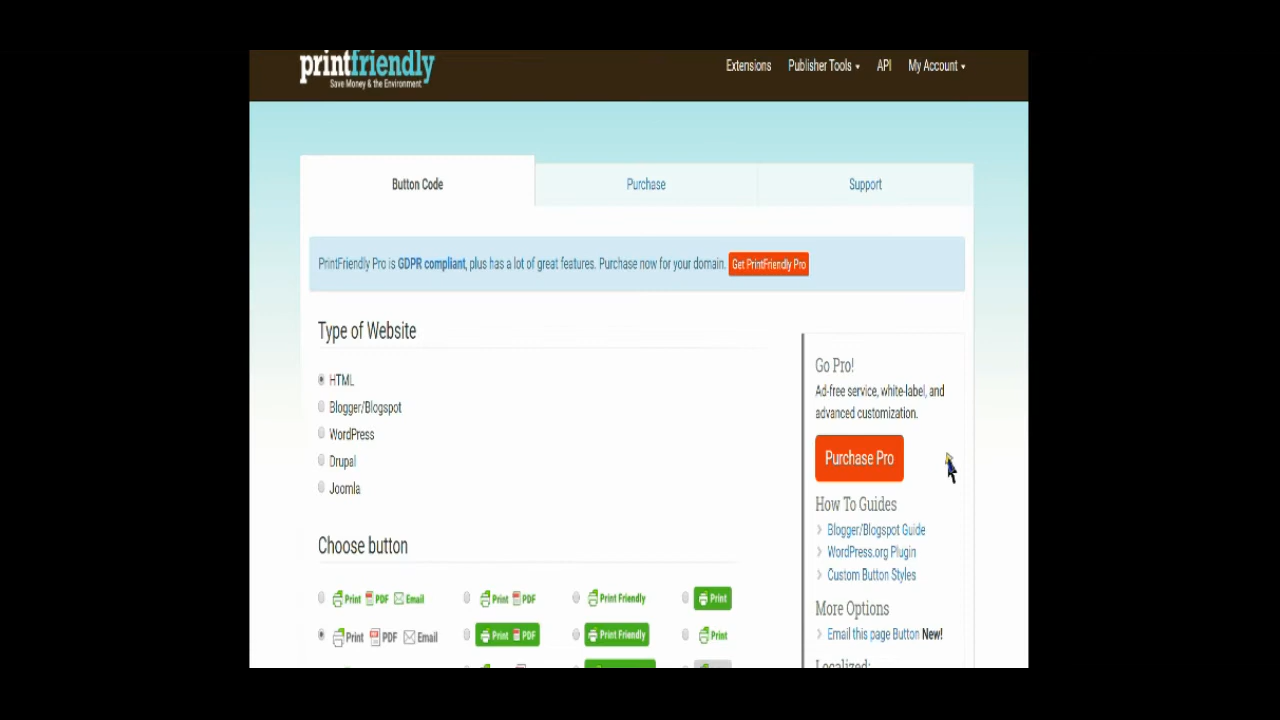 printfriendly
Save Money & the Environment
Extensions Publisher Tools API My Account
Button Code Purchase Support
PrintFriendly Pro is GDPR compliant, plus has a lot of great features. Purchase now for your domain. Get PrintFriendly Pro
Type of Website
HTML
Blogger/Blogspot
WordPress
Drupal
Joomla
Go Pro!
Ad-free service, white-label, and
advanced customization.
Purchase Pro
How To Guides
Blogger/Blogspot Guide
WordPress.org Plugin
Custom Button Styles
More Options
Email this page Button New!
Localized:
Choose button
Print PDF Email Print PDF Print Friendly Print
Print PDF Email Print PDF Print Friendly Print